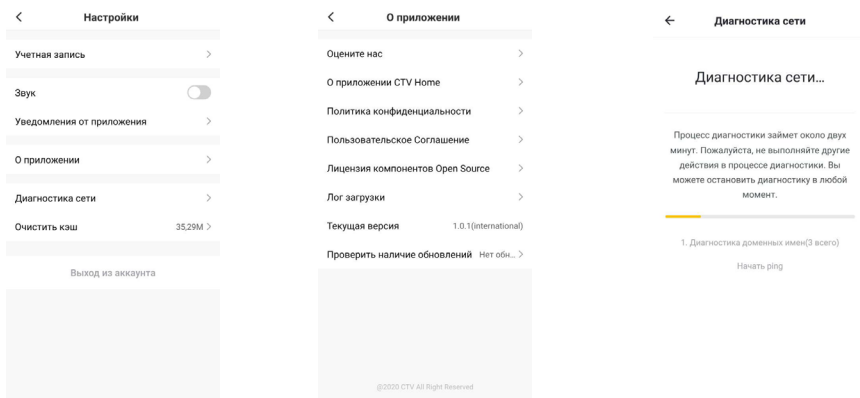 Настройки
Учетная запись
Звук
Уведомления от приложения
О приложении
Диагностика сети
Очистить кэш 35,29M
Выход из аккаунта
О приложении
Оцените нас
О приложении CTV Home
Политика конфиденциальности
Пользовательское Соглашение
Лицензия компонентов Open Source
Лог загрузки
Текущая версия 1.0.1(international)
Проверить наличие обновлений Нет обн...
@2020 CTV All Right Reserved
Диагностика сети
Диагностика сети...
Процесс диагностики займет около двух
минут. Пожалуйста, не выполняйте другие
действия в процессе диагностики. Вы
можете остановить диагностику в любой
момент.
1. Диагностика доменных имен(3 всего)
Начать ping